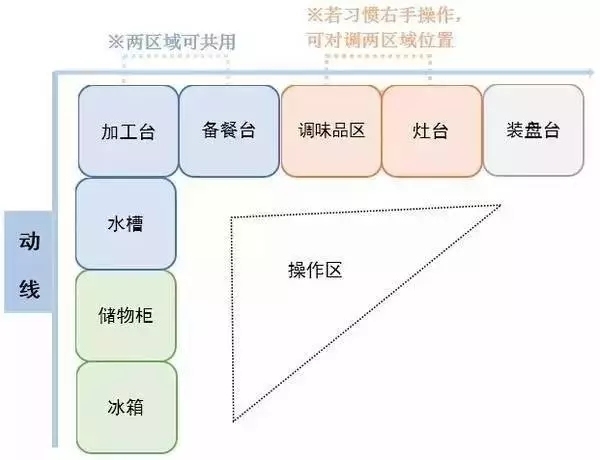 ※若习惯右手操作，
※两区域可共用
可对调两区域位置
加工台
备餐台
调味品区
灶台
装盘台
水槽
动
线
操作区
储物柜
冰箱